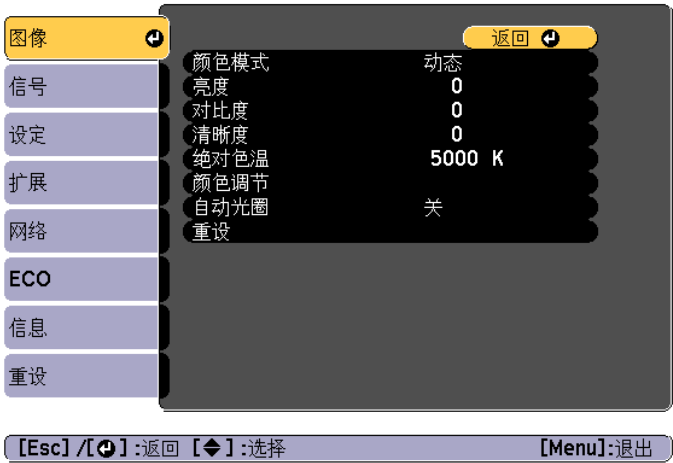 图像
信号
设定
扩展
网络
ECO
信息
重设
返回
颜色模式 动态
亮度 0
对比度 0
清晰度 0
绝对色温 5000 K
颜色调节
自动光圈 关
重设
[Esc] /[ ] :返回 [ ] :选择 [Menu]:退出